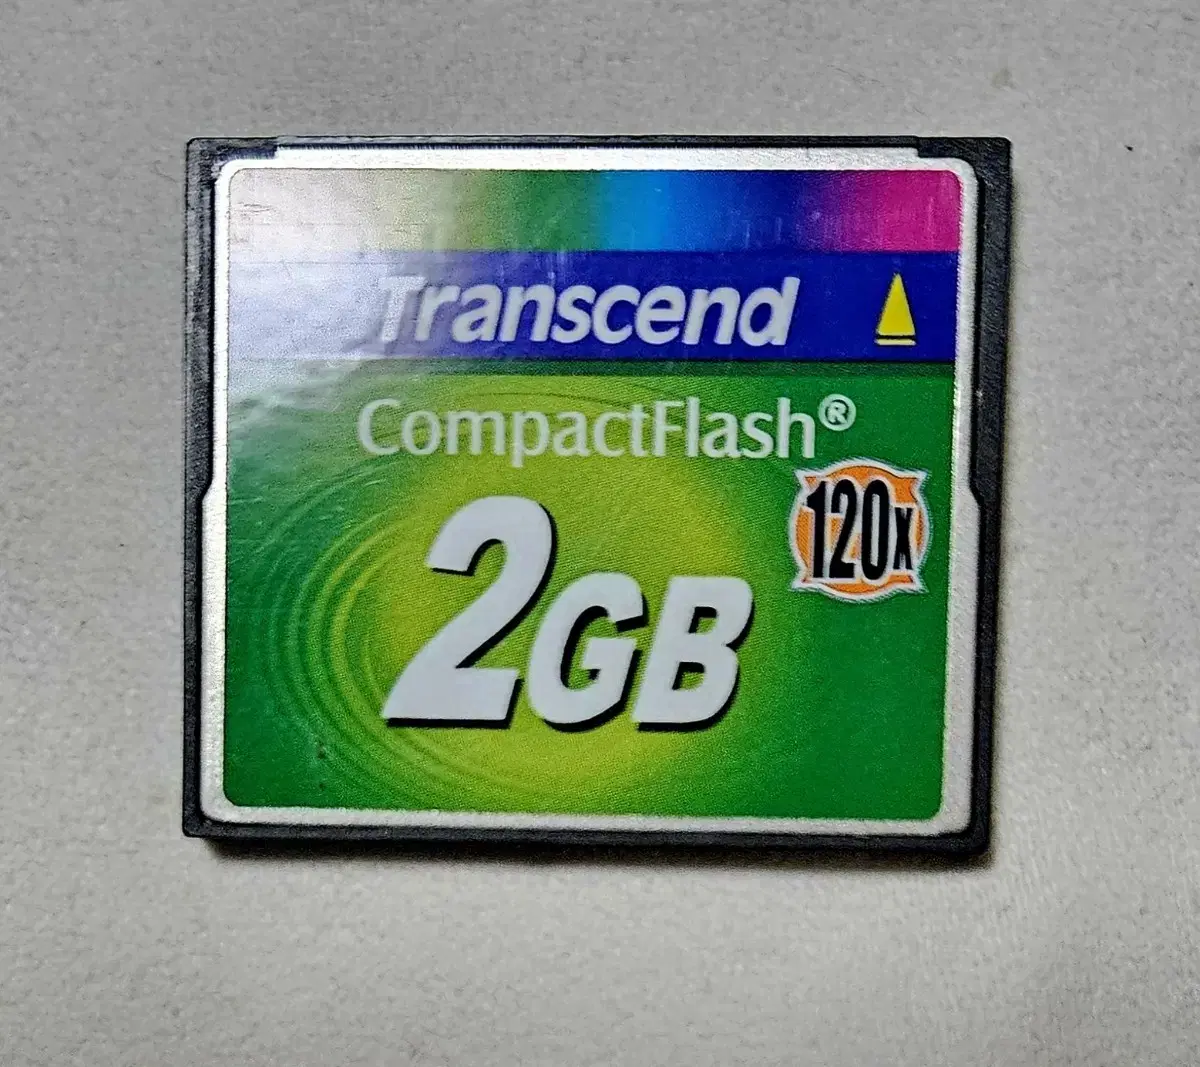 Transcend
CompactFlash®
120x
2GB